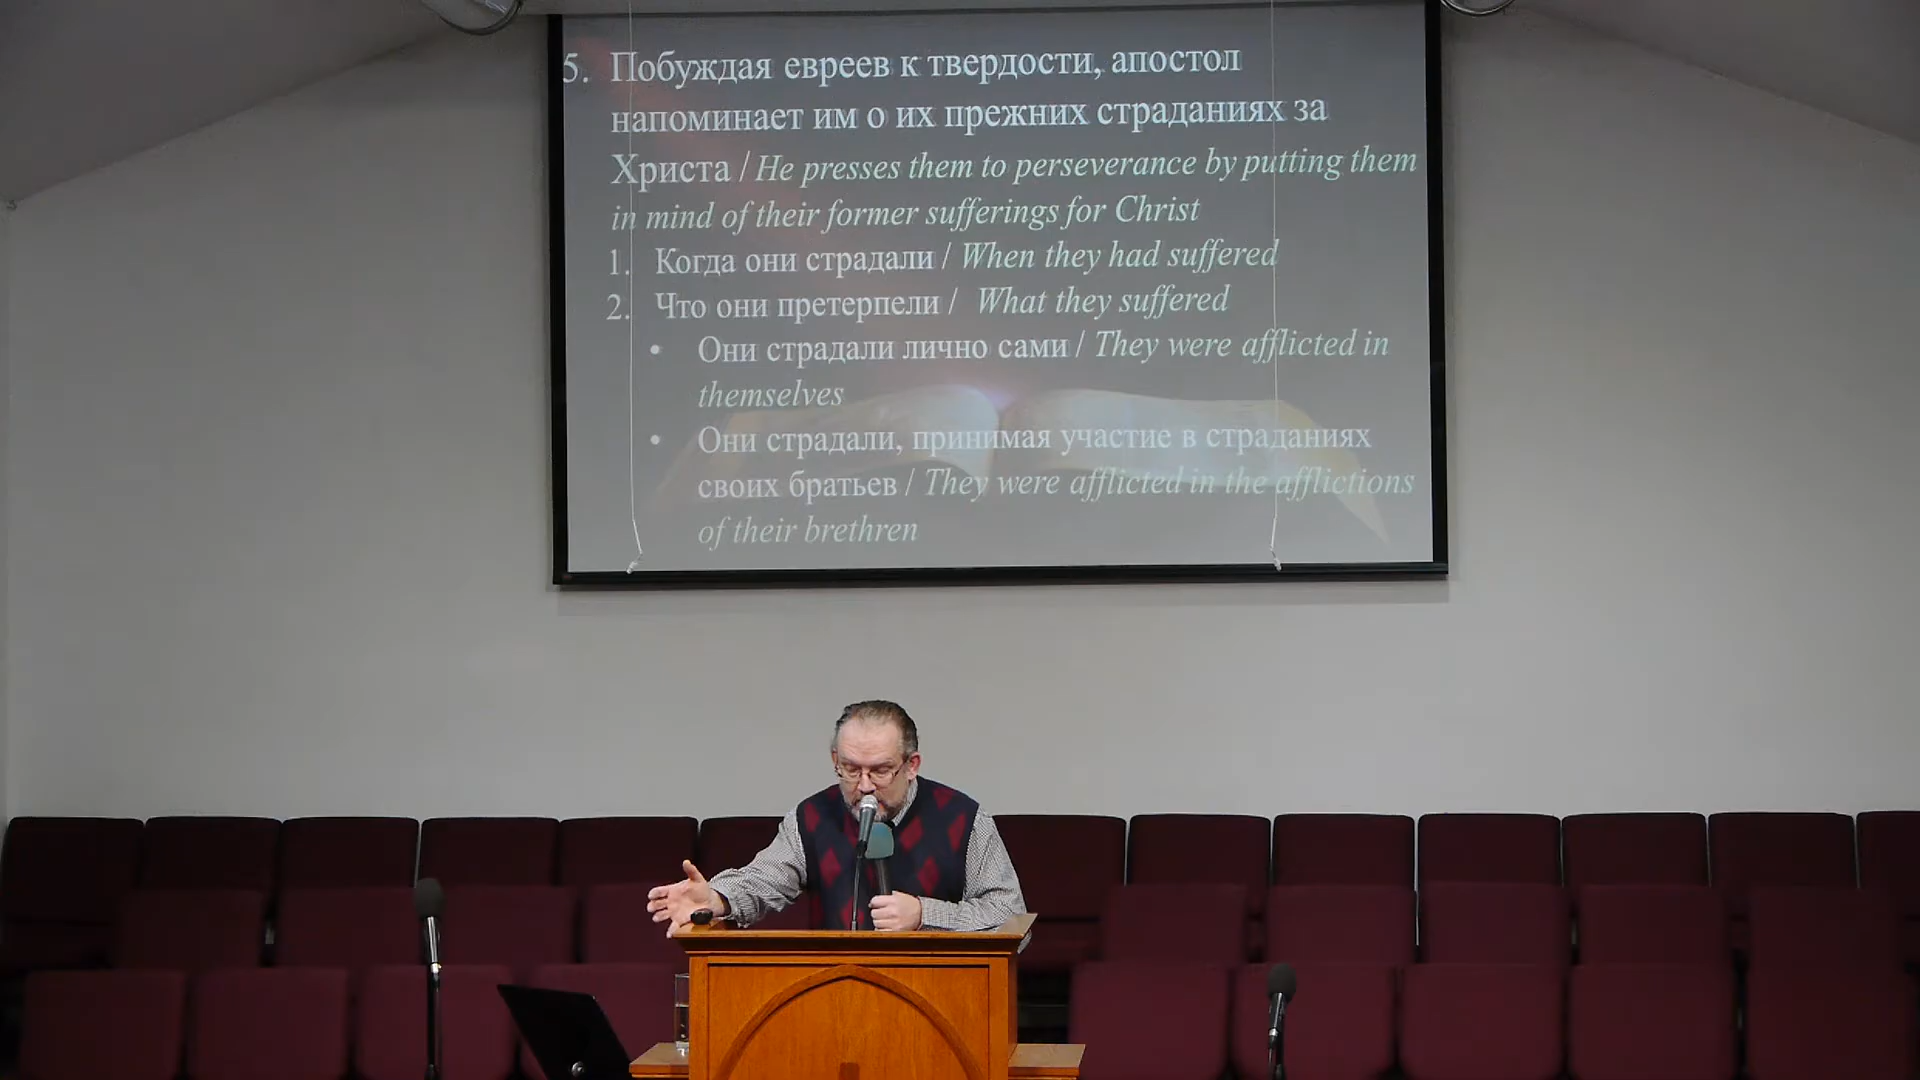 5. Побуждая евреев к твердости, апостол
напоминает им о их прежних страданиях за
Христа / He presses them to perseverance by putting them
in mind of their former sufferings for Christ
1. Когда они страдали / When they had suffered
2. Что они претерпели / What they suffered
• Они страдали лично сами / They were afflicted in
themselves
• Они страдали, принимая участие в страданиях
своих братьев / They were afflicted in the afflictions
of their brethren